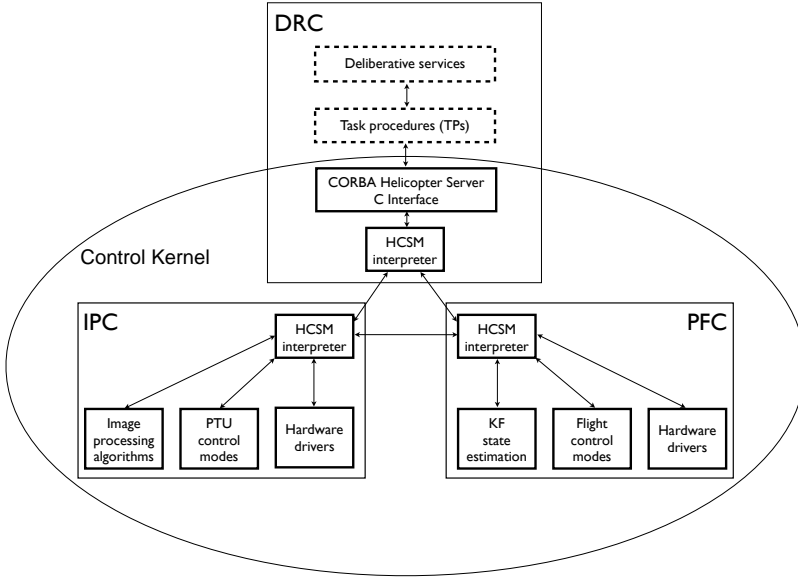 DRC
Deliberative services
Task procedures (TPs)
CORBA Helicopter Server
C Interface
HCSM
interpreter
Control Kernel
IPC
HCSM
interpreter
Image
processing
algorithms
PTU
control
modes
Hardware
drivers
PFC
HCSM
interpreter
KF
state
estimation
Flight
control
modes
Hardware
drivers